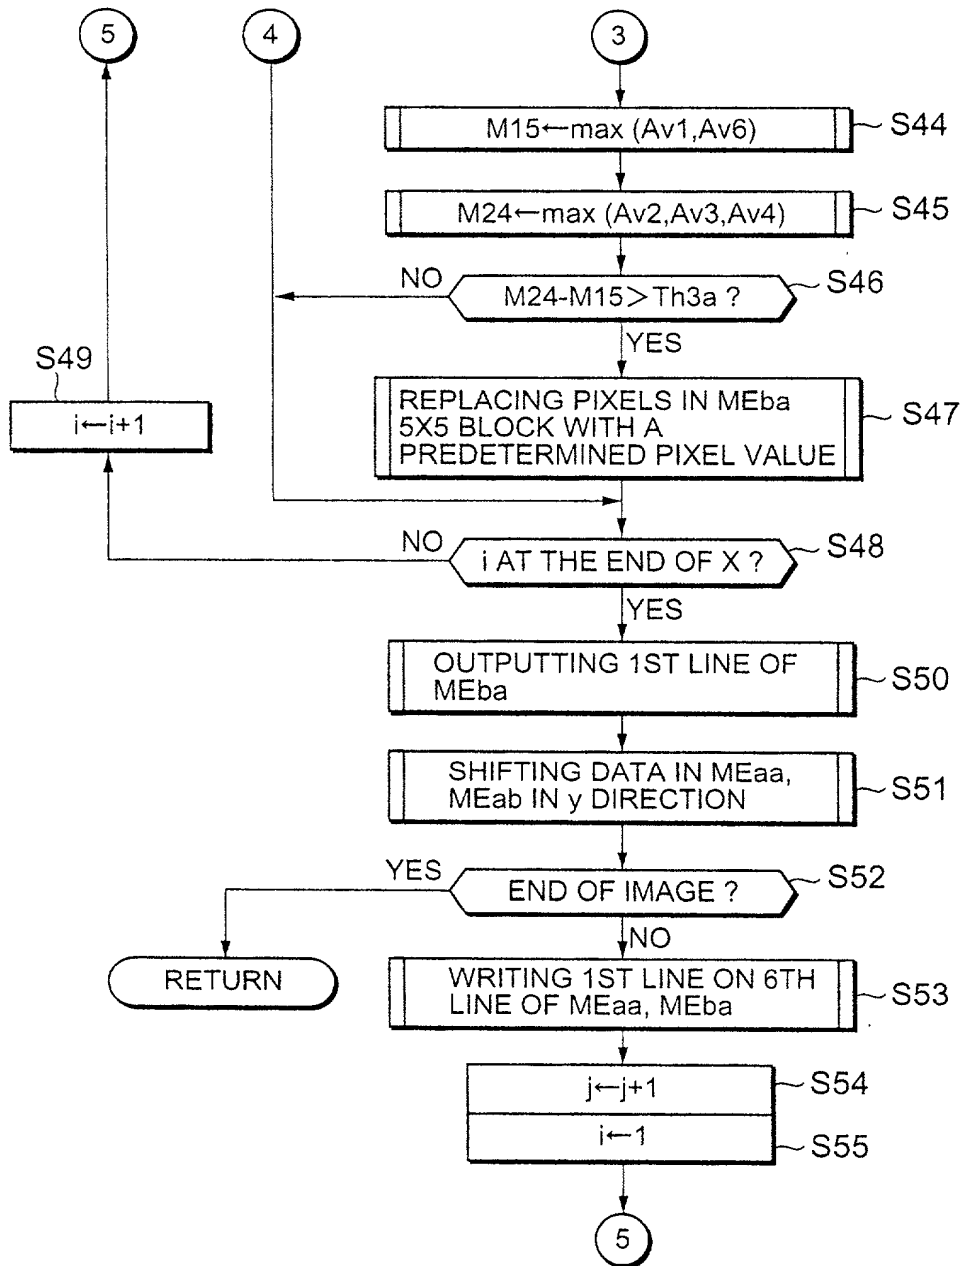 5
4
3
M15←max (Av1,Av6)
S44
M24←max (Av2,Av3,Av4)
S45
NO
M24-M15>Th3a ?
S46
YES
S49
i←i+1
REPLACING PIXELS IN MEba
5X5 BLOCK WITH A
PREDETERMINED PIXEL VALUE
S47
NO
i AT THE END OF X ?
S48
YES
OUTPUTTING 1ST LINE OF
MEba
S50
SHIFTING DATA IN MEaa,
MEab IN y DIRECTION
S51
YES
END OF IMAGE ?
S52
NO
RETURN
WRITING 1ST LINE ON 6TH
LINE OF MEaa, MEba
S53
j←j+1
S54
i←1
S55
5